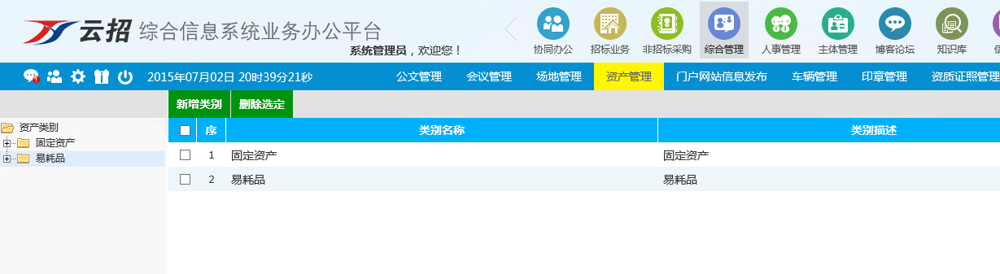 云招 综合信息系统业务办公平台
系统管理员，欢迎您！
协同办公 招标业务 非招标采购 综合管理 人事管理 主体管理 博客论坛 知识库
2015年07月02日 20时39分21秒 公文管理 会议管理 场地管理 资产管理 门户网站信息发布 车辆管理 印章管理 资质证照管理
新增类别 删除选定
资产类别
固定资产
易耗品
序 类别名称 类别描述
1 固定资产 固定资产
2 易耗品 易耗品